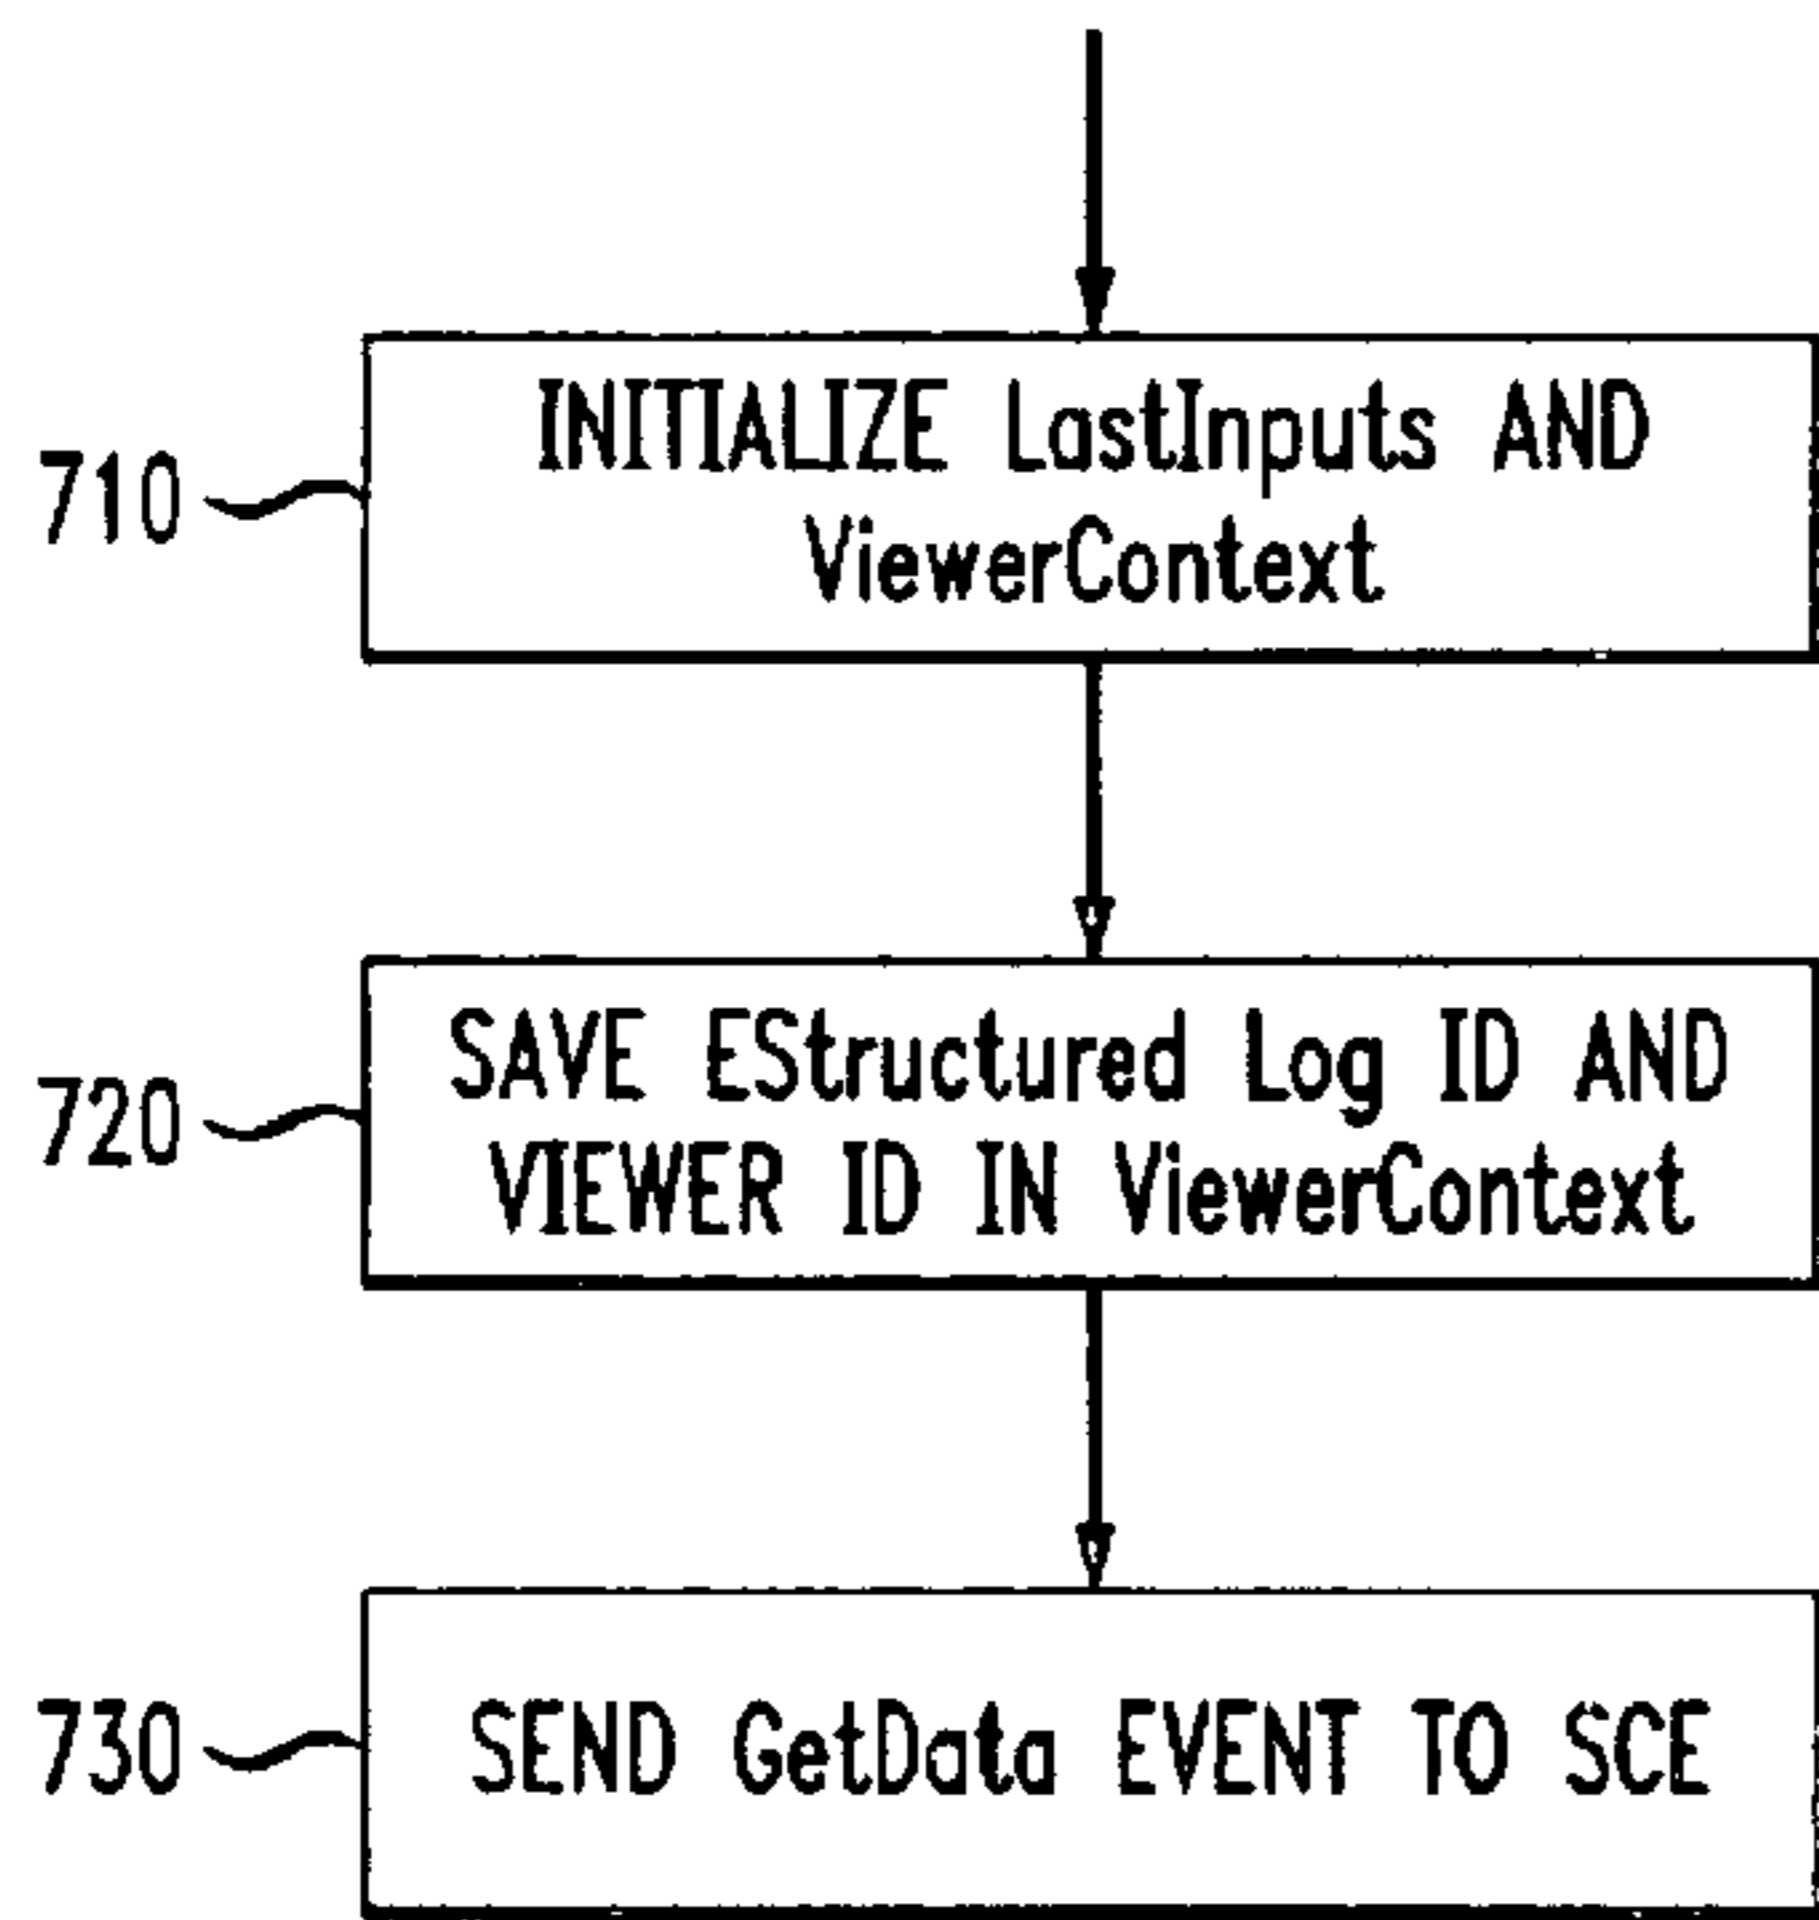 710
INITIALIZE LastInputs AND
ViewerContext
720
SAVE EStructured Log ID AND
VIEWER ID IN ViewerContext
730
SEND GetData EVENT TO SCE